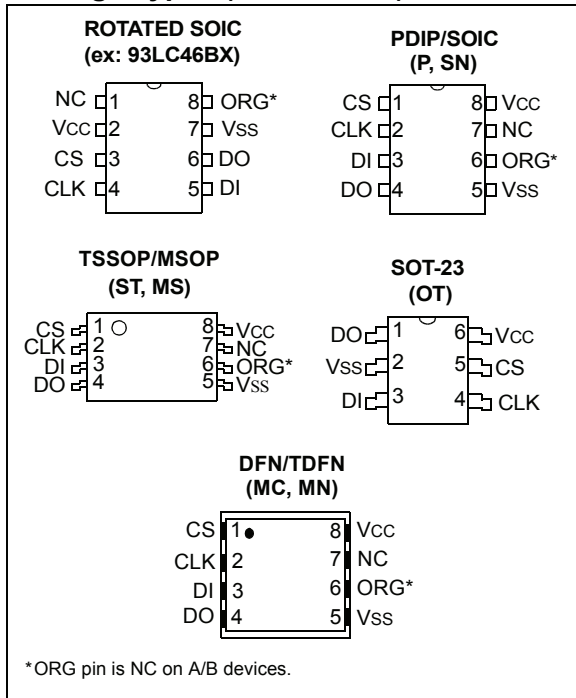 ROTATED SOIC
(ex: 93LC46BX)
NC 1 8 ORG*
VCC 2 7 VSS
CS 3 6 DO
CLK 4 5 DI
PDIP/SOIC
(P, SN)
CS 1 8 VCC
CLK 2 7 NC
DI 3 6 ORG*
DO 4 5 VSS
TSSOP/MSOP
(ST, MS)
CS 1 8 VCC
CLK 2 7 NC
DI 3 6 ORG*
DO 4 5 VSS
SOT-23
(OT)
DO 1 6 VCC
VSS 2 5 CS
DI 3 4 CLK
DFN/TDFN
(MC, MN)
CS 1 8 VCC
CLK 2 7 NC
DI 3 6 ORG*
DO 4 5 VSS
*ORG pin is NC on A/B devices.